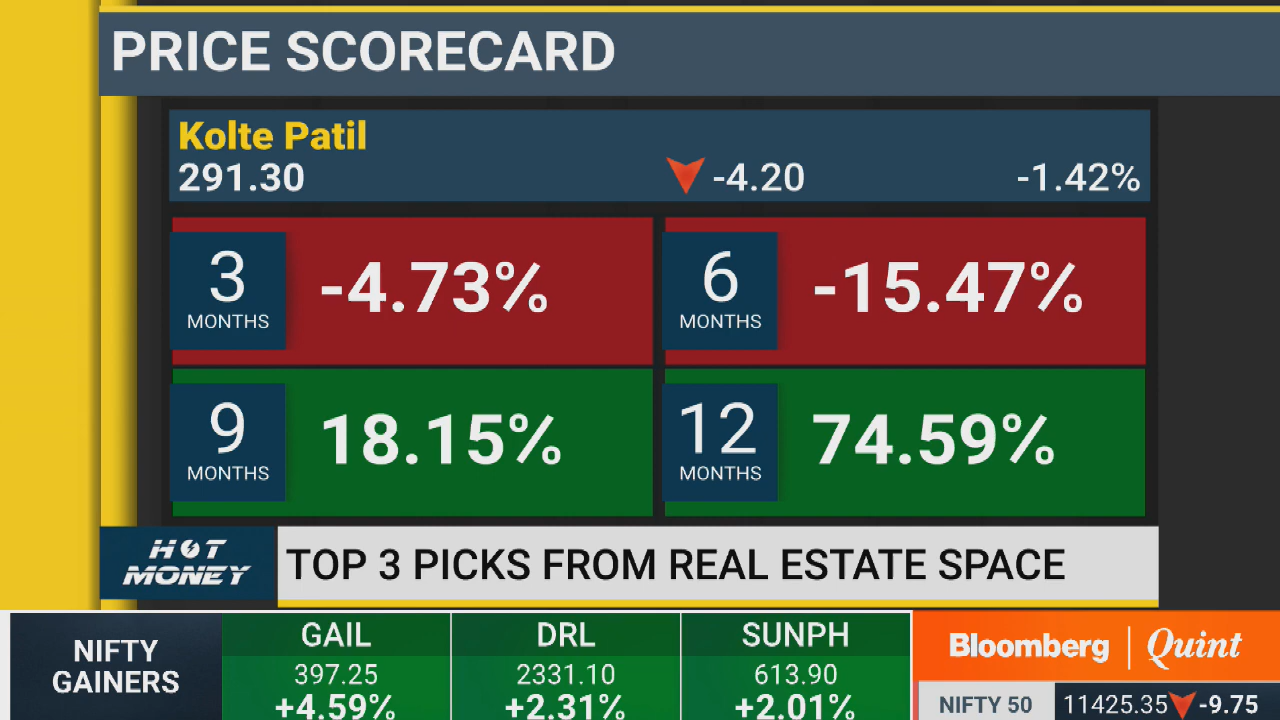 PRICE SCORECARD
Kolte Patil
291.30 -4.20 -1.42%
3 MONTHS -4.73%
6 MONTHS -15.47%
9 MONTHS 18.15%
12 MONTHS 74.59%
HOT MONEY
TOP 3 PICKS FROM REAL ESTATE SPACE
NIFTY GAINERS
GAIL
397.25
+4.59%
DRL
2331.10
+2.31%
SUNPH
613.90
+2.01%
Bloomberg | Quint
NIFTY 50 11425.35 -9.75